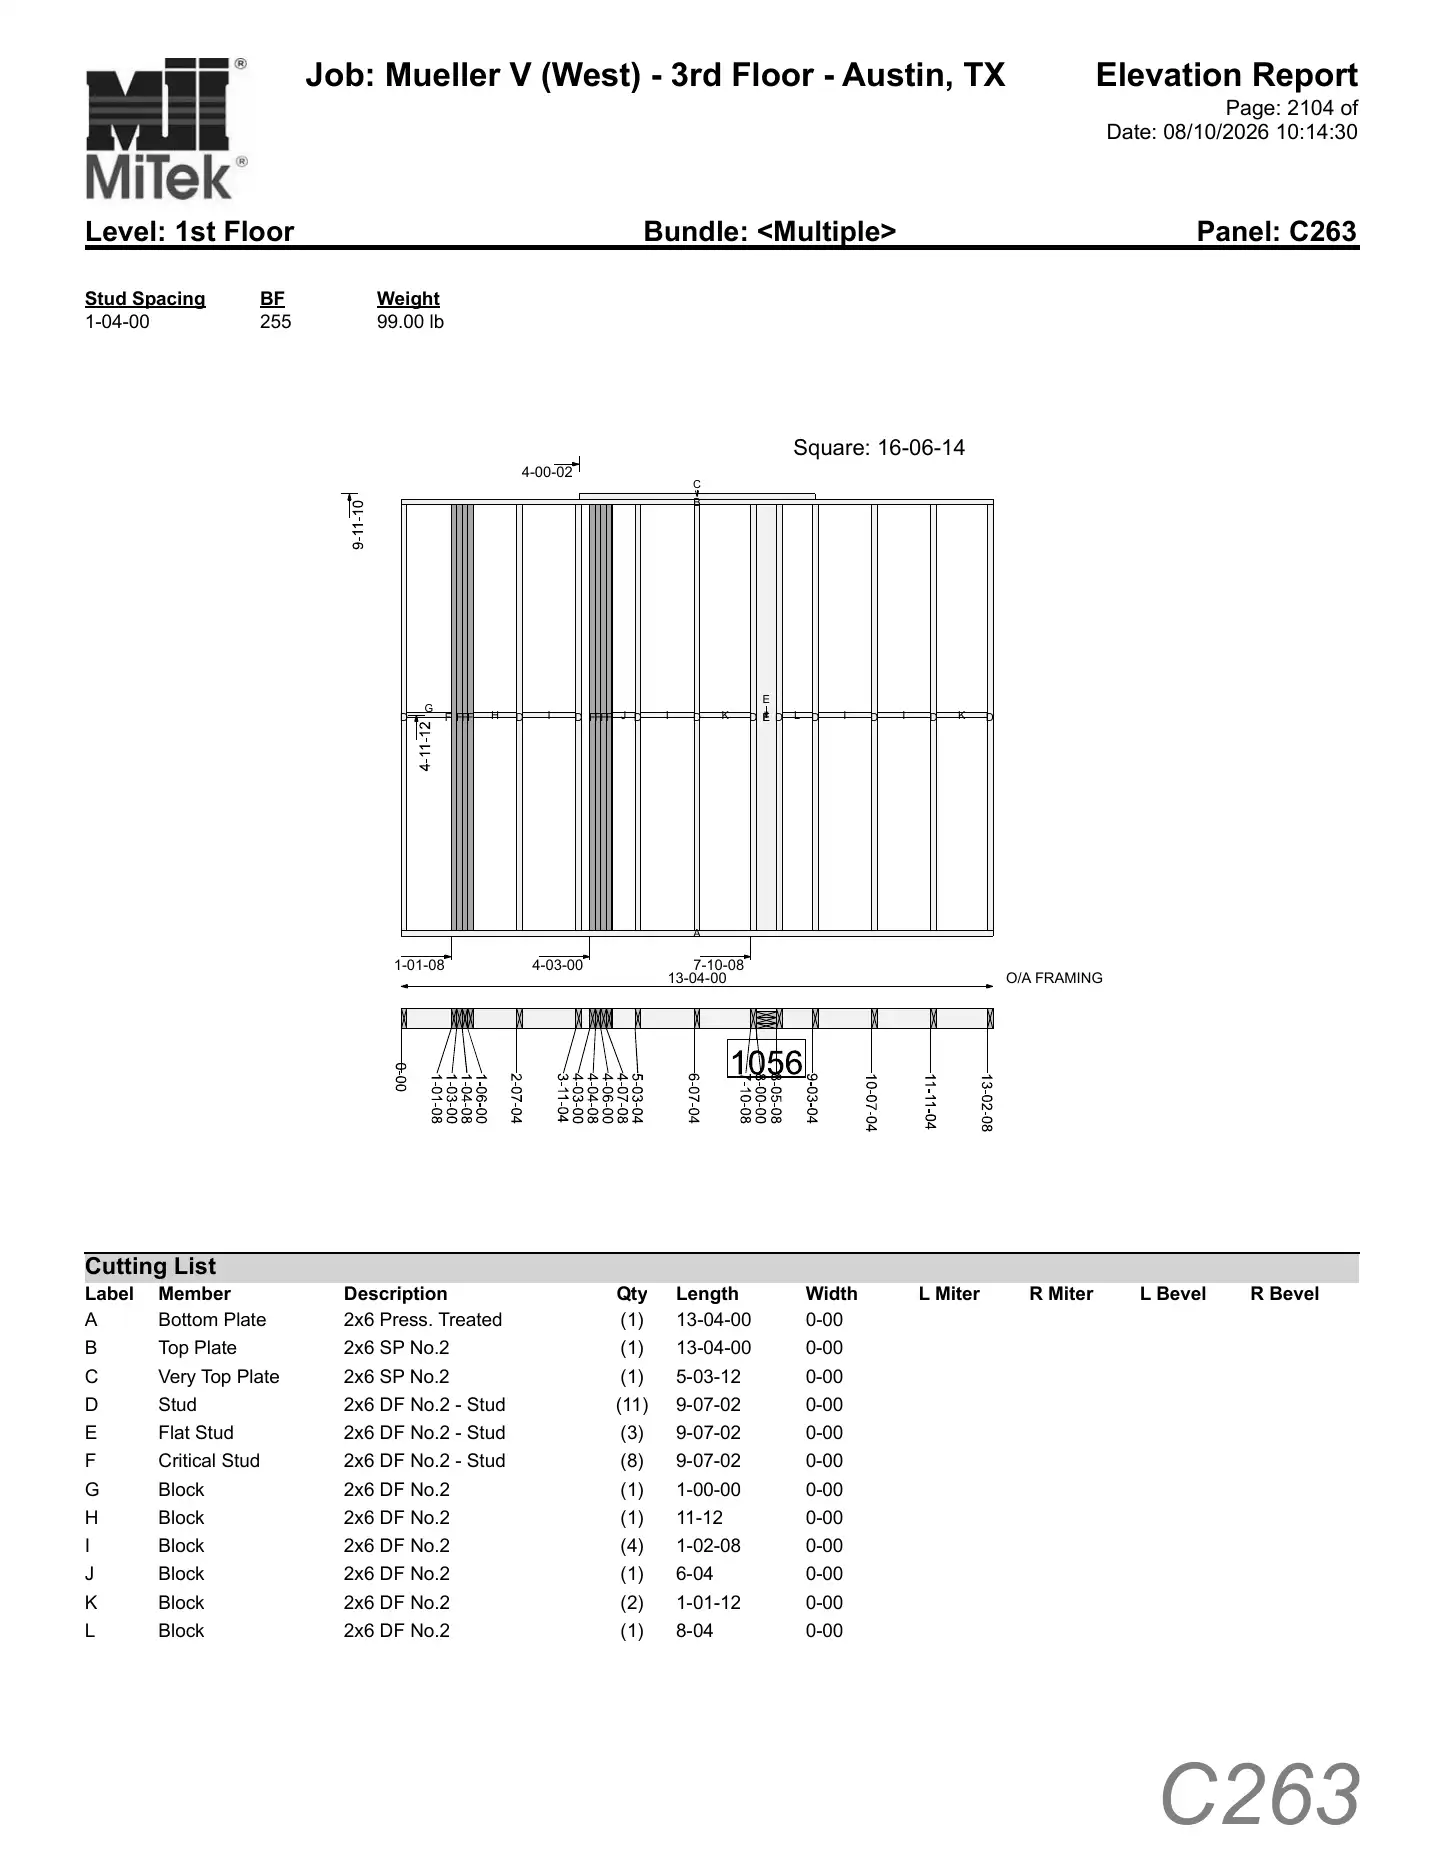 Job: Mueller V (West) - 3rd Floor - Austin, TX
Elevation Report
Page: 2104 of
Date: 08/10/2026 10:14:30
MiTek®
Level: 1st Floor Bundle: <Multiple> Panel: C263
Stud Spacing BF Weight
1-04-00 255 99.00 lb
Square: 16-06-14
4-00-02
C
B
9-11-10
E
G F F F F H D I D F F F F J D I K D E D L D I D I D K D
4-11-12
A
1-01-08 4-03-00 7-10-08
13-04-00 O/A FRAMING
1056
0-00 1-01-08 1-03-00 1-04-08 1-06-00 2-07-04 3-11-04 4-03-00 4-04-08 4-06-00 4-07-08 5-03-04 6-07-04 7-10-08 8-00-00 8-05-08 9-03-04 10-07-04 11-11-04 13-02-08
Cutting List
Label Member Description Qty Length Width L Miter R Miter L Bevel R Bevel
A Bottom Plate 2x6 Press. Treated (1) 13-04-00 0-00
B Top Plate 2x6 SP No.2 (1) 13-04-00 0-00
C Very Top Plate 2x6 SP No.2 (1) 5-03-12 0-00
D Stud 2x6 DF No.2 - Stud (11) 9-07-02 0-00
E Flat Stud 2x6 DF No.2 - Stud (3) 9-07-02 0-00
F Critical Stud 2x6 DF No.2 - Stud (8) 9-07-02 0-00
G Block 2x6 DF No.2 (1) 1-00-00 0-00
H Block 2x6 DF No.2 (1) 11-12 0-00
I Block 2x6 DF No.2 (4) 1-02-08 0-00
J Block 2x6 DF No.2 (1) 6-04 0-00
K Block 2x6 DF No.2 (2) 1-01-12 0-00
L Block 2x6 DF No.2 (1) 8-04 0-00
C263